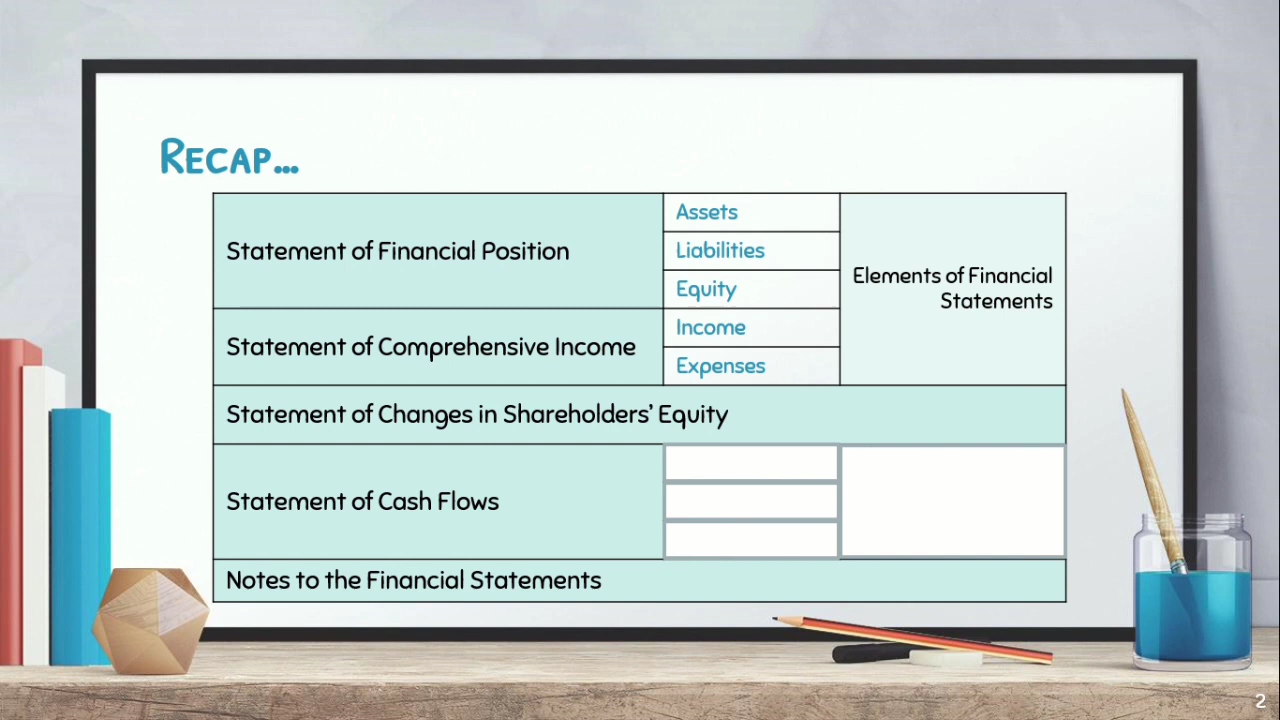 Recap...
Statement of Financial Position
Assets
Liabilities
Equity
Elements of Financial
Statements
Statement of Comprehensive Income
Income
Expenses
Statement of Changes in Shareholders' Equity
Statement of Cash Flows
Notes to the Financial Statements
2